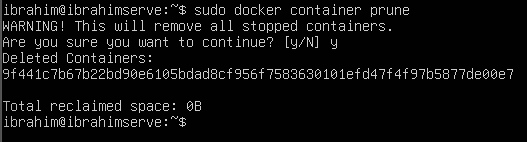 ibrahim@ibrahimserve:~$ sudo docker container prune
WARNING! This will remove all stopped containers.
Are you sure you want to continue? [y/N] y
Deleted Containers:
9f441c7b67b22bd90e6105bdad8cf956f7583630101efd47f4f97b5877de00e7
Total reclaimed space: 0B
ibrahim@ibrahimserve:~$